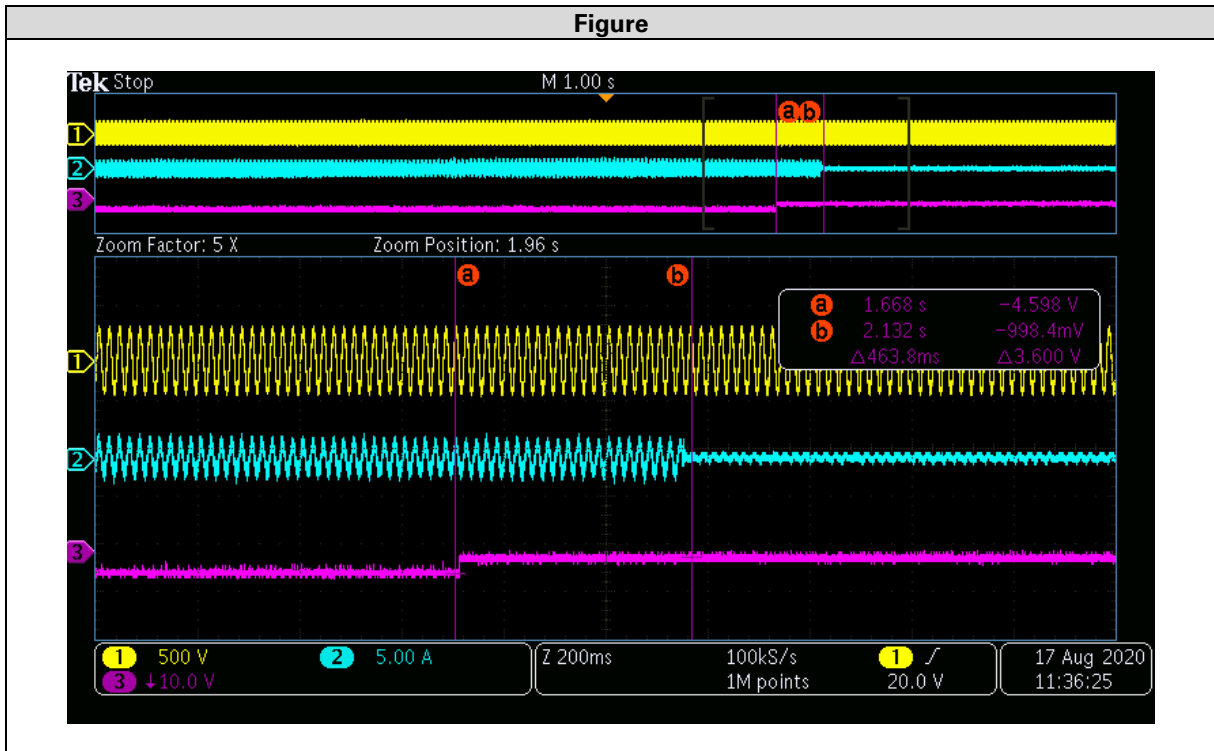 Figure
Tek Stop M 1.00 s
a b
1
2
3
Zoom Factor: 5 X Zoom Position: 1.96 s
a b
a 1.668 s -4.598 V
b 2.132 s -998.4mV
△463.8ms △3.600 V
1
2
3
1 500 V 2 5.00 A Z 200ms 100kS/s 1 17 Aug 2020
3 ↓10.0 V 1M points 20.0 V 11:36:25